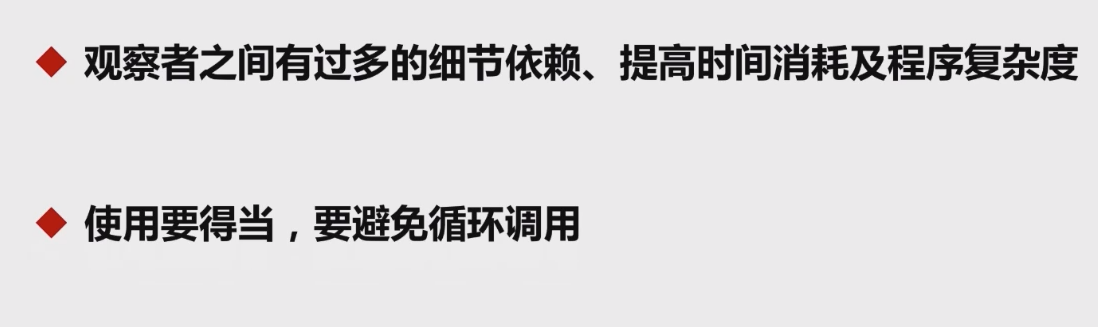 观察者之间有过多的细节依赖、提高时间消耗及程序复杂度
使用要得当，要避免循环调用